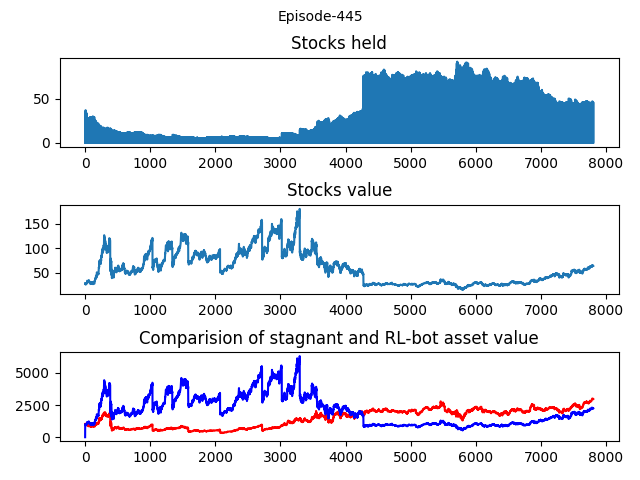 Episode-445
Stocks held
50
0
0 1000 2000 3000 4000 5000 6000 7000 8000
Stocks value
150
100
50
0 1000 2000 3000 4000 5000 6000 7000 8000
Comparision of stagnant and RL-bot asset value
5000
2500
0
0 1000 2000 3000 4000 5000 6000 7000 8000